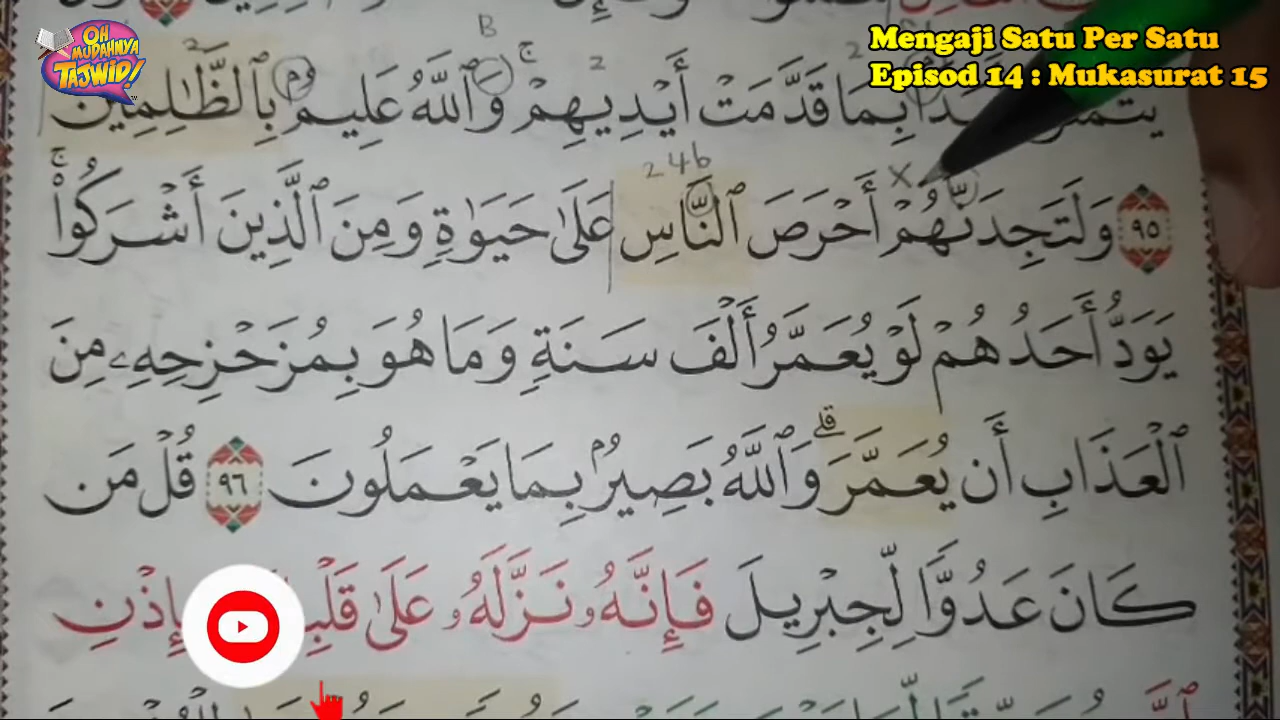 OH MUDAHNYA TAJWID!
Mengaji Satu Per Satu
Episod 14 : Mukasurat 15
B
بِمَا قَدَّمَتْ أَيْدِيهِمْ ۚ وَٱللَّهُ عَلِيمٌۢ بِٱلظَّـٰلِمِينَ
٩٥ وَلَتَجِدَنَّهُمْ أَحْرَصَ ٱلنَّاسِ عَلَىٰ حَيَوٰةٍ وَمِنَ ٱلَّذِينَ أَشْرَكُوا۟ ۚ
يَوَدُّ أَحَدُهُمْ لَوْ يُعَمَّرُ أَلْفَ سَنَةٍ وَمَا هُوَ بِمُزَحْزِحِهِۦ مِنَ
ٱلْعَذَابِ أَن يُعَمَّرَ ۗ وَٱللَّهُ بَصِيرٌۢ بِمَا يَعْمَلُونَ ٩٦ قُلْ مَن
كَانَ عَدُوًّا لِّجِبْرِيلَ فَإِنَّهُۥ نَزَّلَهُۥ عَلَىٰ